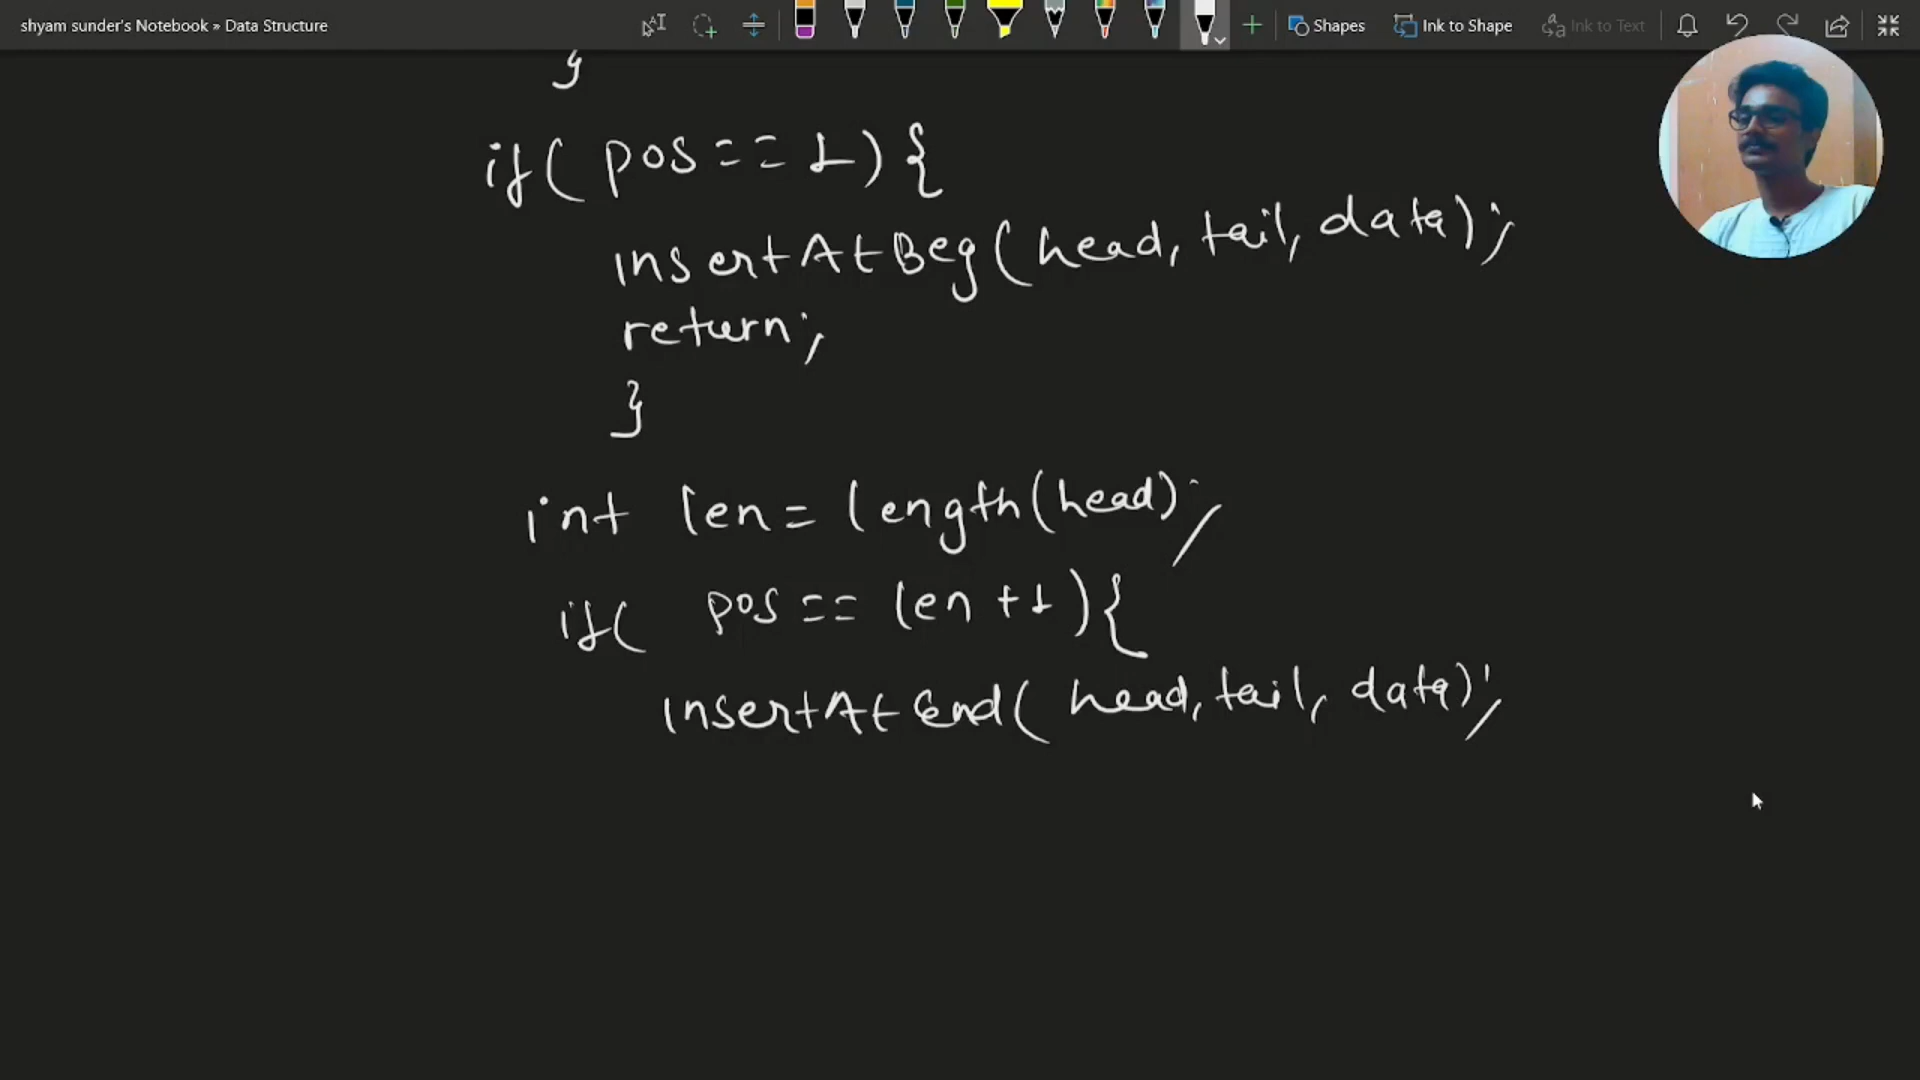 shyam sunder's Notebook » Data Structure
Shapes Ink to Shape Ink to Text
}
if( pos == 1) {
insertAtBeg(head, tail, data);
return;
}
int len = length(head);
if( pos == len +1){
insertAtEnd( head, tail, data);